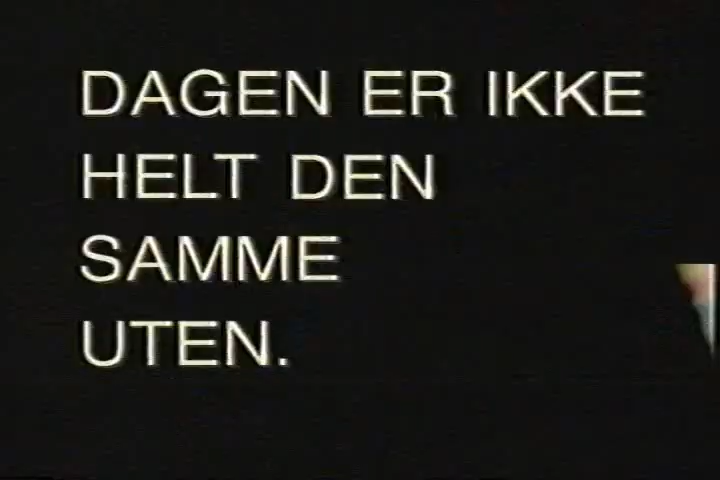 DAGEN ER IKKE
HELT DEN
SAMME
UTEN.